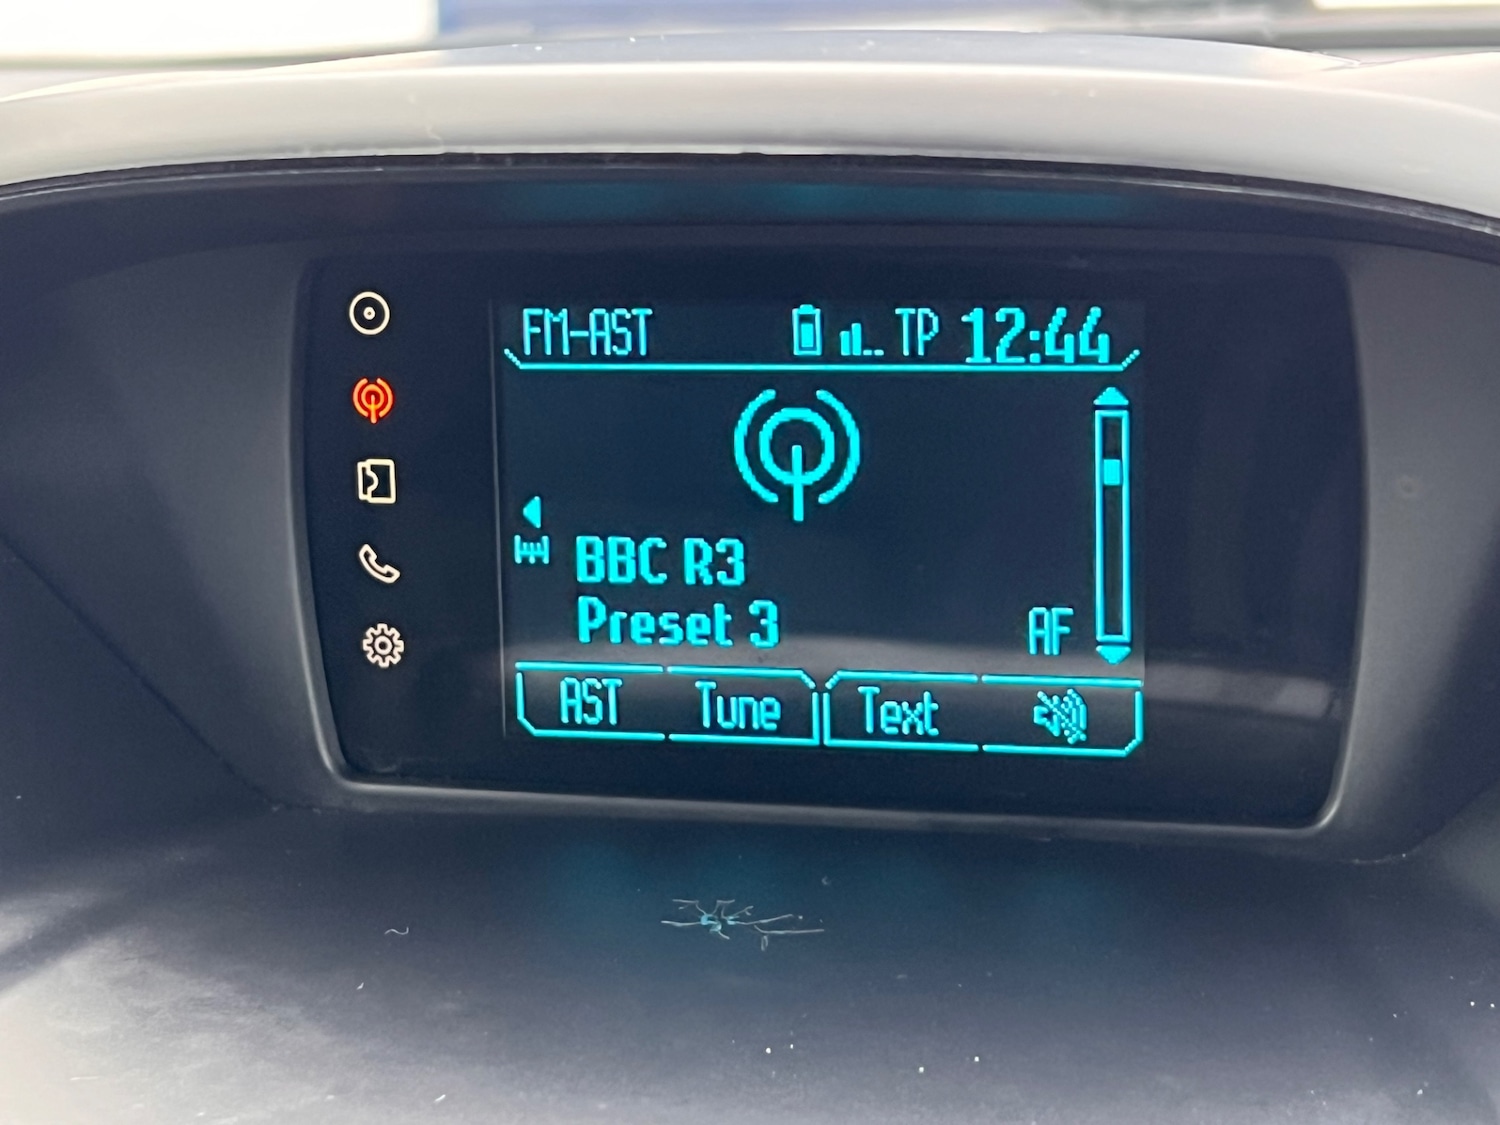 FM-AST TP 12:44
BBC R3
Preset 3 AF
AST Tune Text